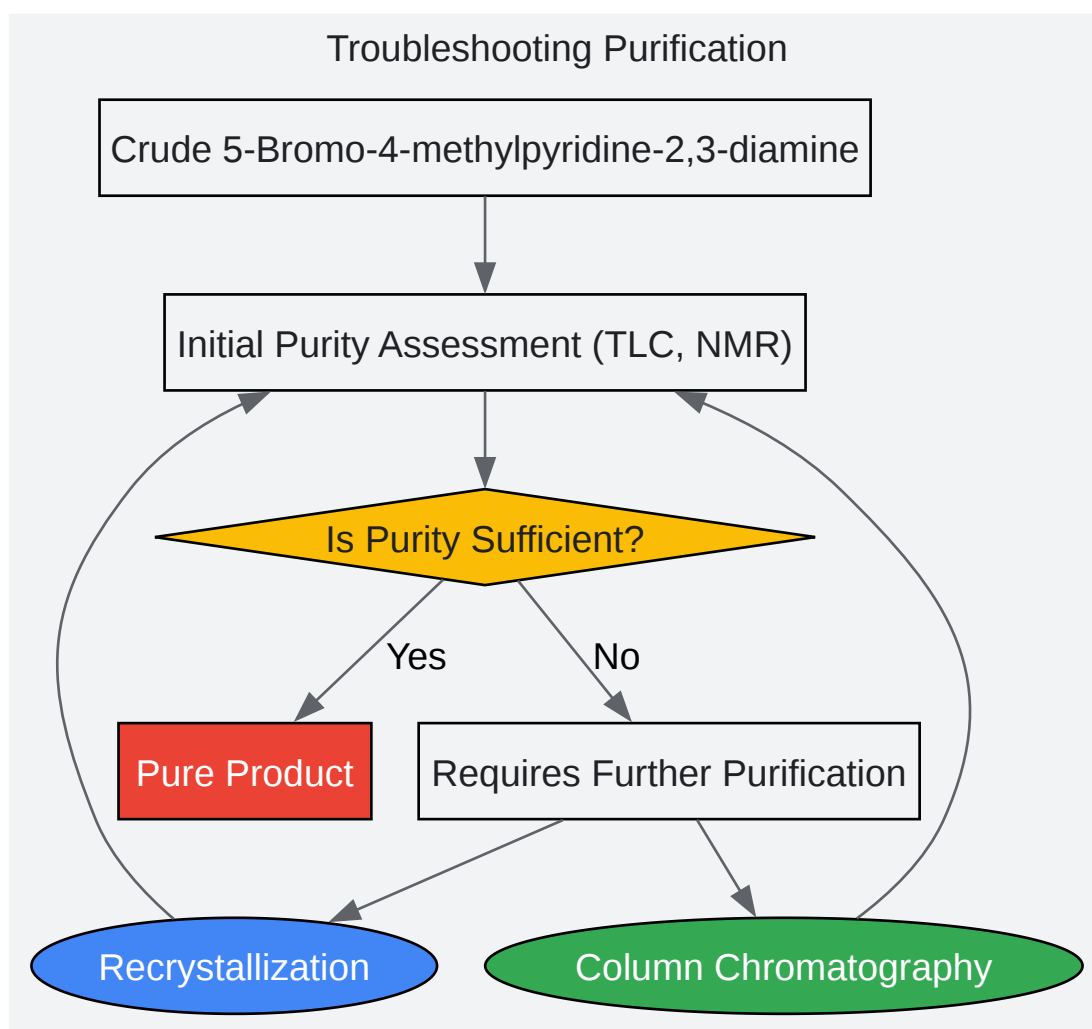 Troubleshooting Purification
Crude 5-Bromo-4-methylpyridine-2,3-diamine
Initial Purity Assessment (TLC, NMR)
Is Purity Sufficient?
Yes
No
Pure Product
Requires Further Purification
Recrystallization
Column Chromatography